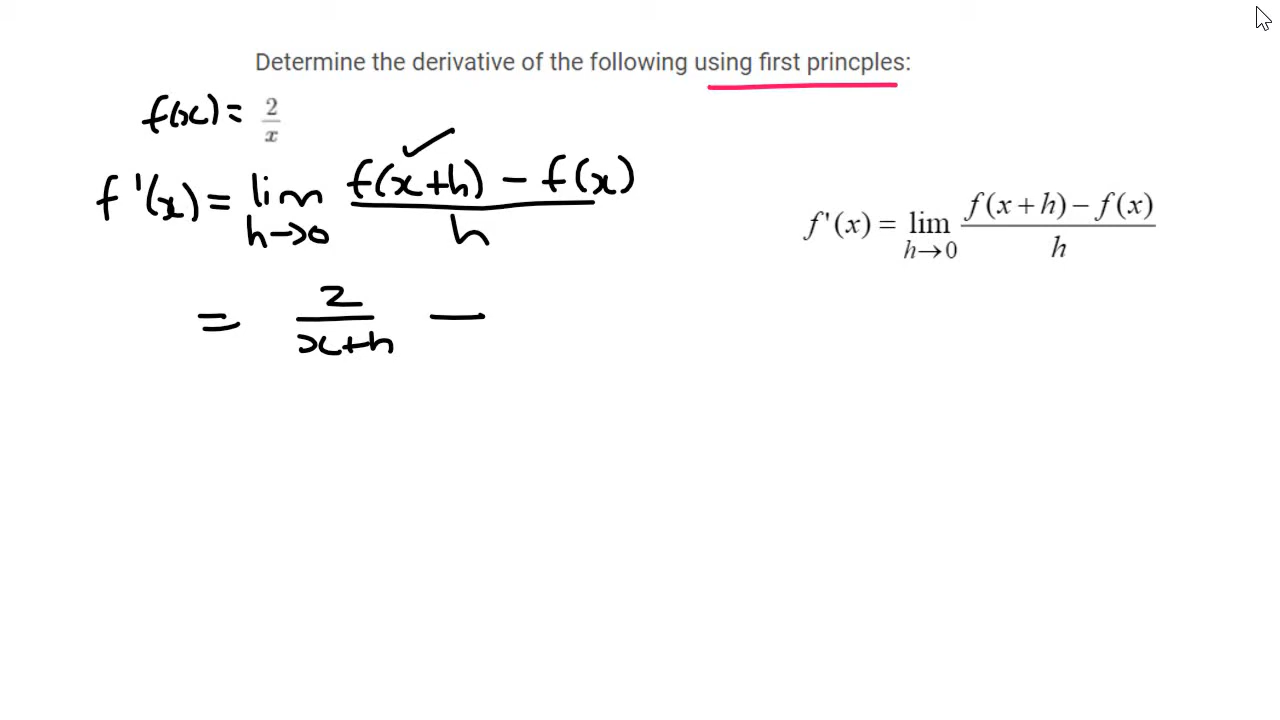 Determine the derivative of the following using first princples:
f(x) = 2/x
f'(x) = lim h→0 (f(x+h) − f(x))/h
f'(x) = lim h→0 (f(x+h) − f(x))/h
= 2/(x+h) −